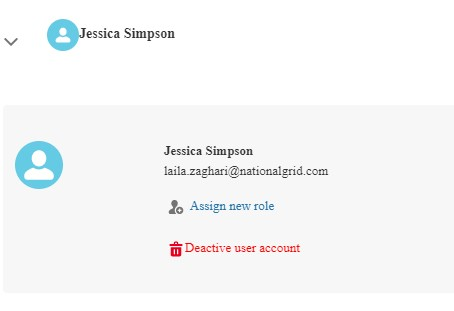 Jessica Simpson
Jessica Simpson
laila.zaghari@nationalgrid.com
Assign new role
Deactive user account